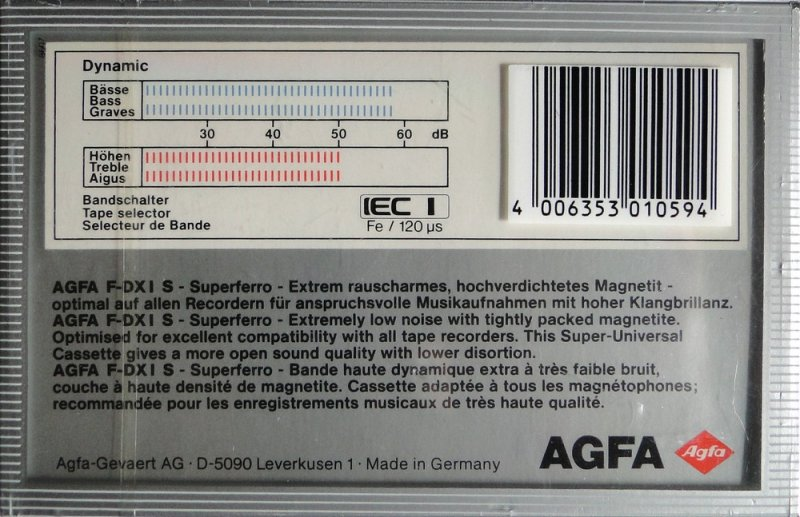 Dynamic
Bässe
Bass
Graves
30 40 50 60 dB
Höhen
Treble
Aigus
Bandschalter
Tape selector
Selecteur de Bande
IEC I
Fe / 120 µs
4 006353 010594
AGFA F-DX I S - Superferro - Extrem rauscharmes, hochverdichtetes Magnetit -
optimal auf allen Recordern für anspruchsvolle Musikaufnahmen mit hoher Klangbrillanz.
AGFA F-DX I S - Superferro - Extremely low noise with tightly packed magnetite.
Optimised for excellent compatibility with all tape recorders. This Super-Universal
Cassette gives a more open sound quality with lower disortion.
AGFA F-DX I S - Superferro - Bande haute dynamique extra à très faible bruit,
couche à haute densité de magnetite. Cassette adaptée à tous les magnétophones;
recommandée pour les enregistrements musicaux de très haute qualité.
Agfa-Gevaert AG · D-5090 Leverkusen 1 · Made in Germany
AGFA Agfa